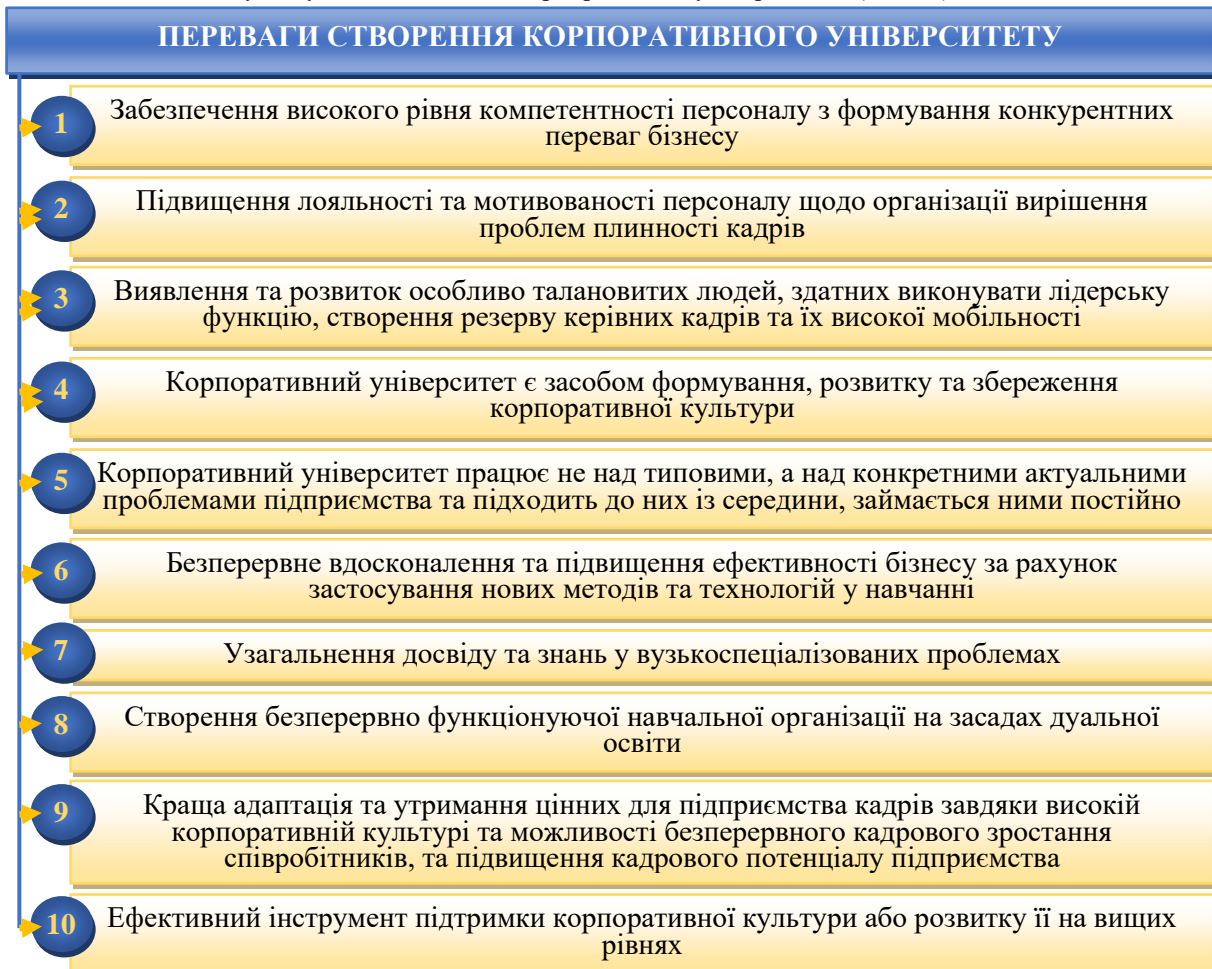 ПЕРЕВАГИ СТВОРЕННЯ КОРПОРАТИВНОГО УНІВЕРСИТЕТУ
1
Забезпечення високого рівня компетентності персоналу з формування конкурентних
переваг бізнесу
2
Підвищення лояльності та мотивованості персоналу щодо організації вирішення
проблем плинності кадрів
3
Виявлення та розвиток особливо талановитих людей, здатних виконувати лідерську
функцію, створення резерву керівних кадрів та їх високої мобільності
4
Корпоративний університет є засобом формування, розвитку та збереження
корпоративної культури
5
Корпоративний університет працює не над типовими, а над конкретними актуальними
проблемами підприємства та підходить до них із середини, займається ними постійно
6
Безперервне вдосконалення та підвищення ефективності бізнесу за рахунок
застосування нових методів та технологій у навчанні
7
Узагальнення досвіду та знань у вузькоспеціалізованих проблемах
8
Створення безперервно функціонуючої навчальної організації на засадах дуальної
освіти
9
Краща адаптація та утримання цінних для підприємства кадрів завдяки високій
корпоративній культурі та можливості безперервного кадрового зростання
співробітників, та підвищення кадрового потенціалу підприємства
10
Ефективний інструмент підтримки корпоративної культури або розвитку її на вищих
рівнях